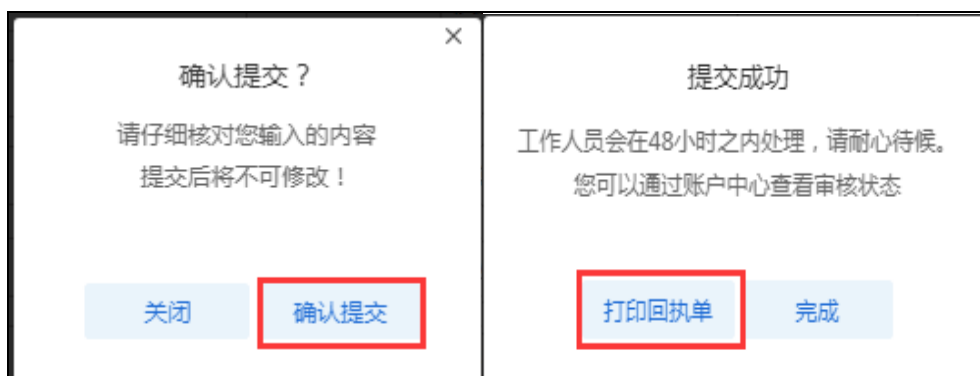 确认提交？
请仔细核对您输入的内容
提交后将不可修改！
关闭
确认提交
提交成功
工作人员会在48小时之内处理，请耐心待候。
您可以通过账户中心查看审核状态
打印回执单
完成